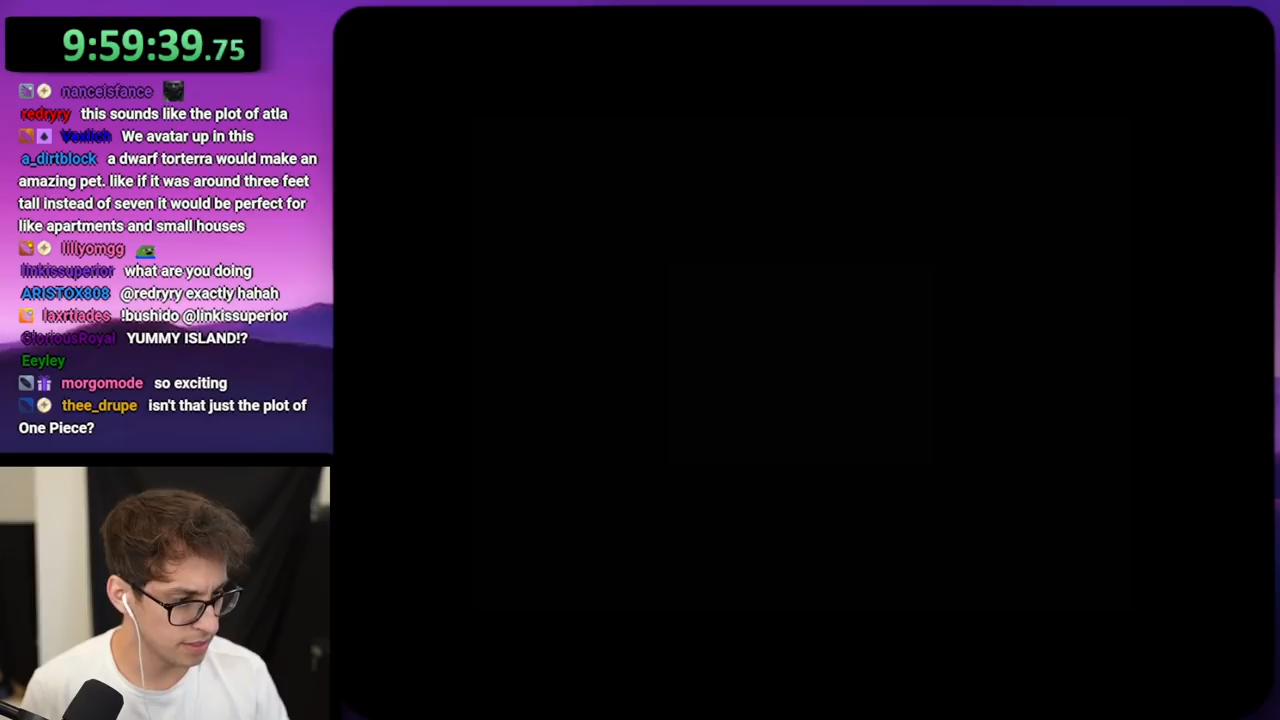 9:59:39.75
nanceisfance
redryry this sounds like the plot of atla
Vaxlich We avatar up in this
a_dirtblock a dwarf torterra would make an
amazing pet. like if it was around three feet
tall instead of seven it would be perfect for
like apartments and small houses
lillyomgg
linkissuperior what are you doing
ARISTOX808 @redryry exactly hahah
laxrtiades !bushido @linkissuperior
GloriousRoyal YUMMY ISLAND!?
Eeyley
morgomode so exciting
thee_drupe isn't that just the plot of
One Piece?